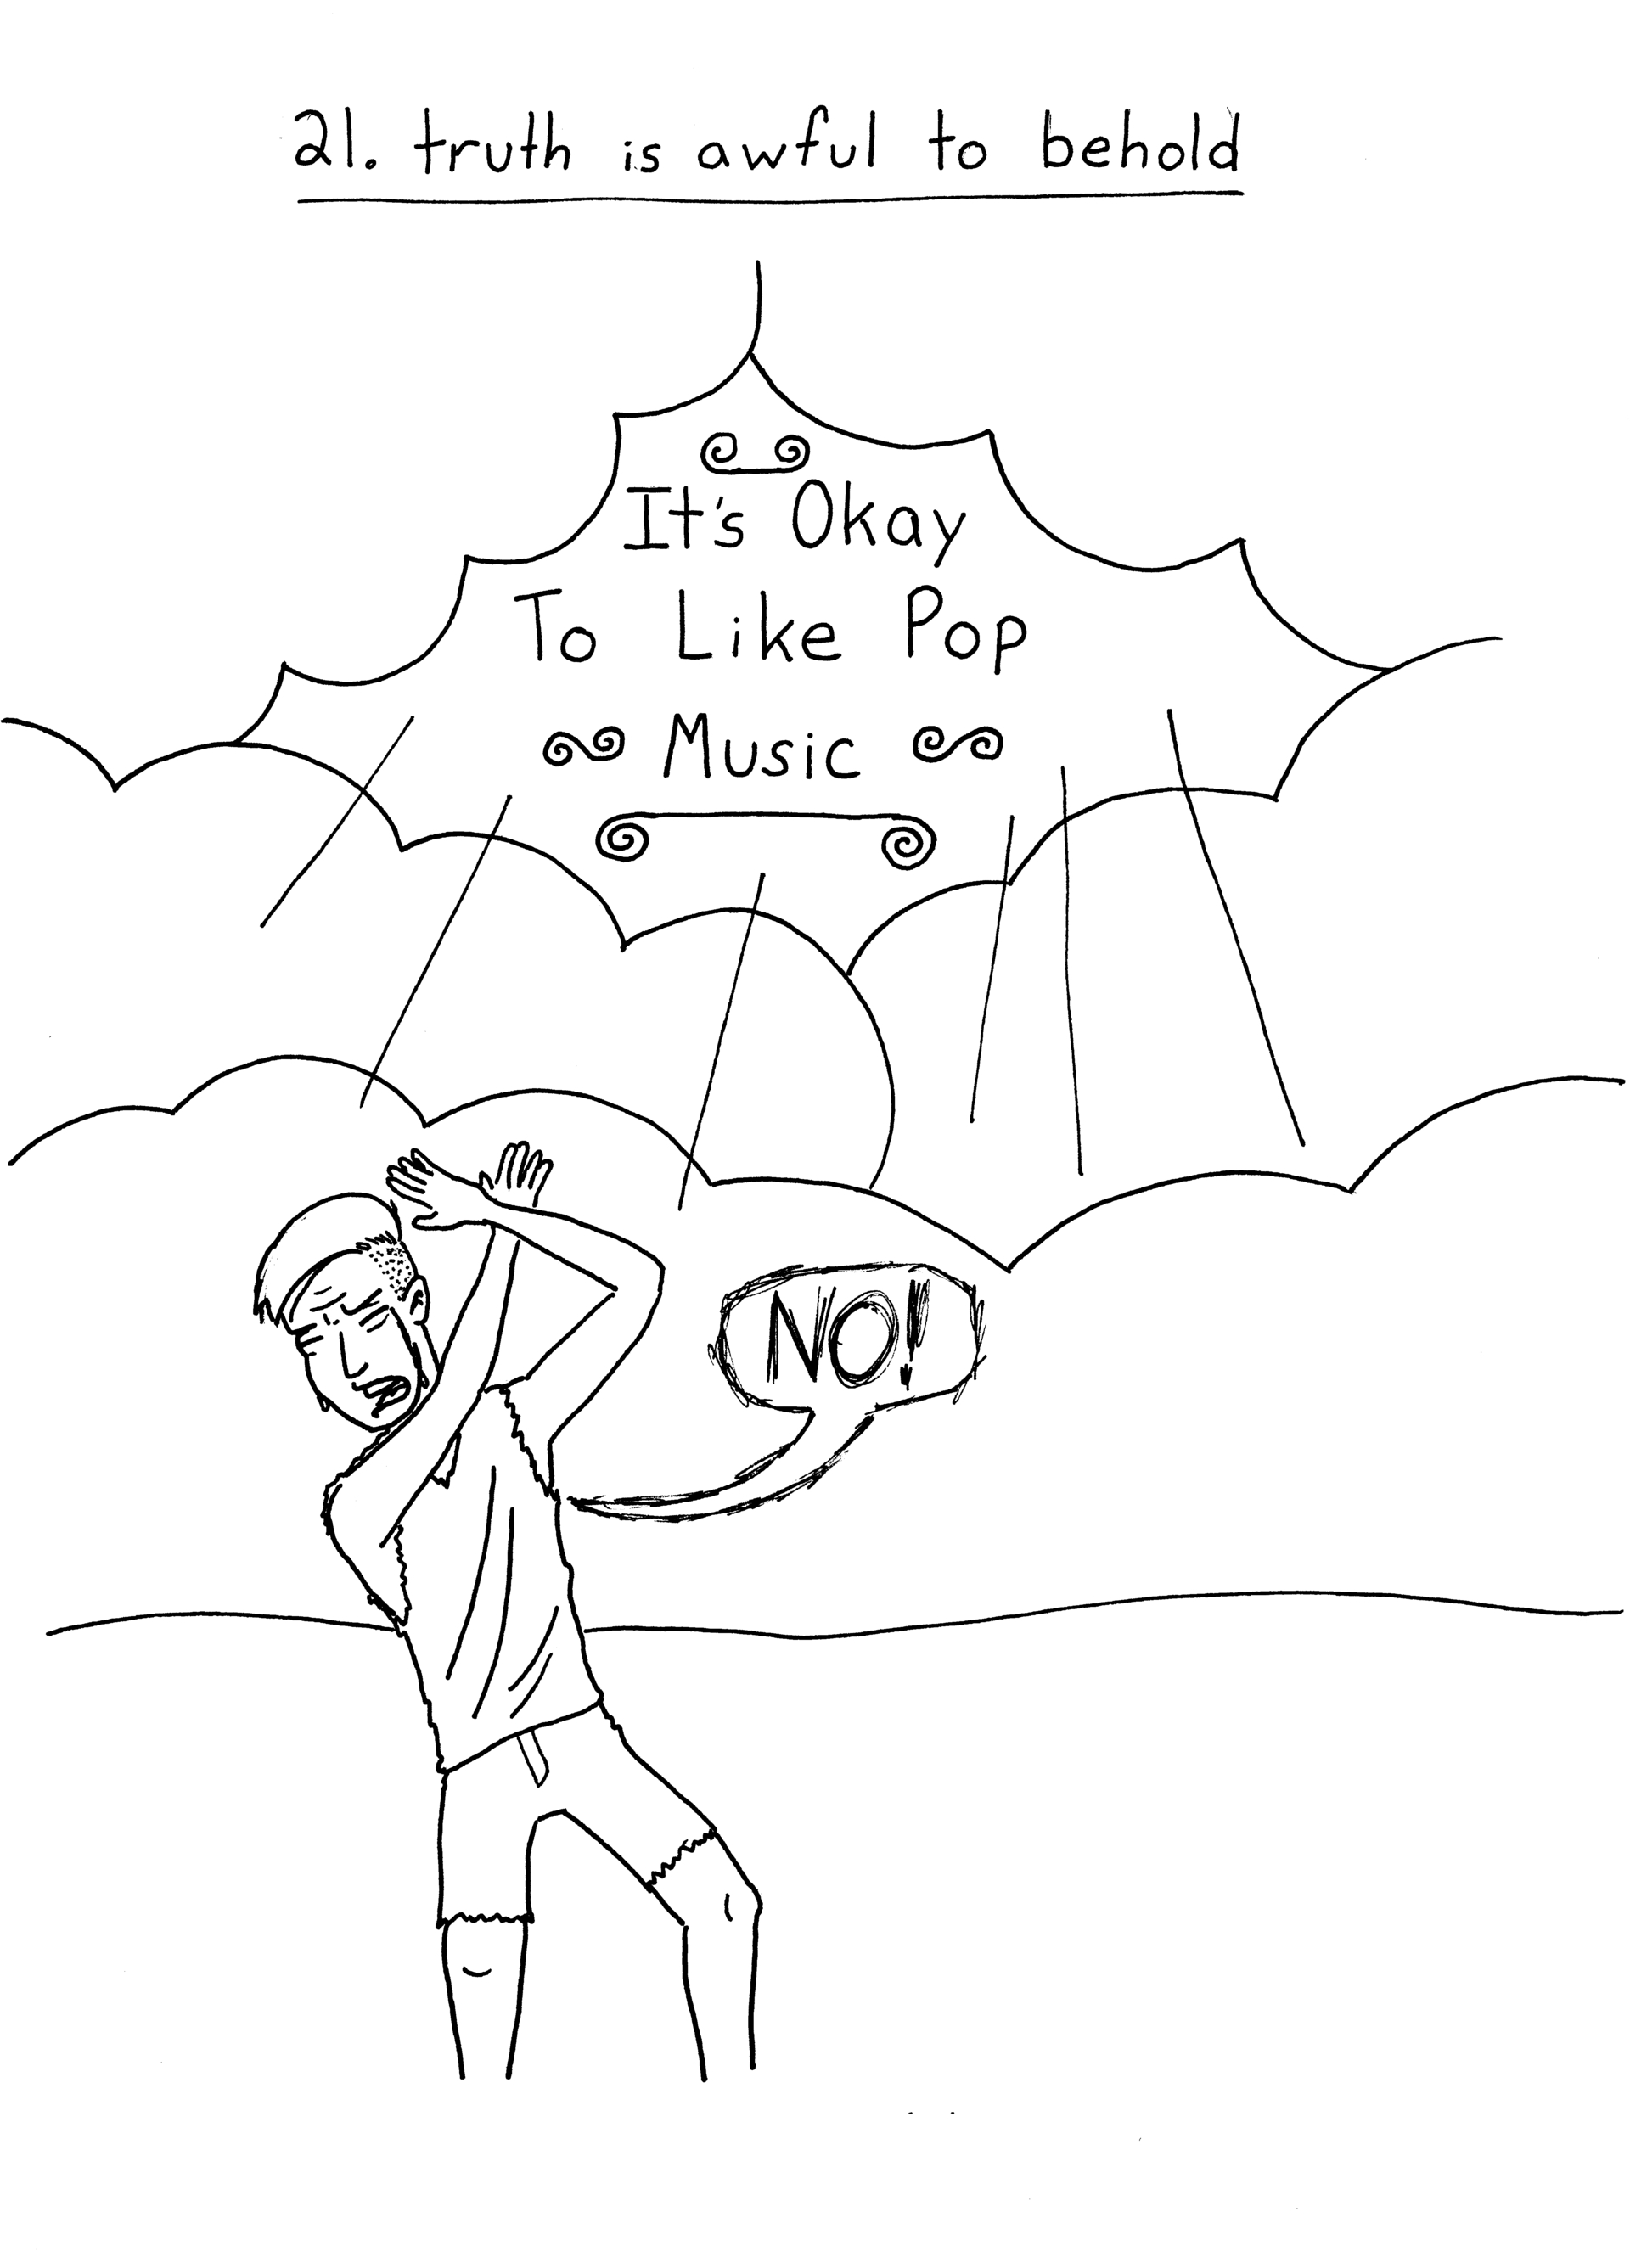 21. truth is awful to behold
It's Okay
To Like Pop
Music
NO!